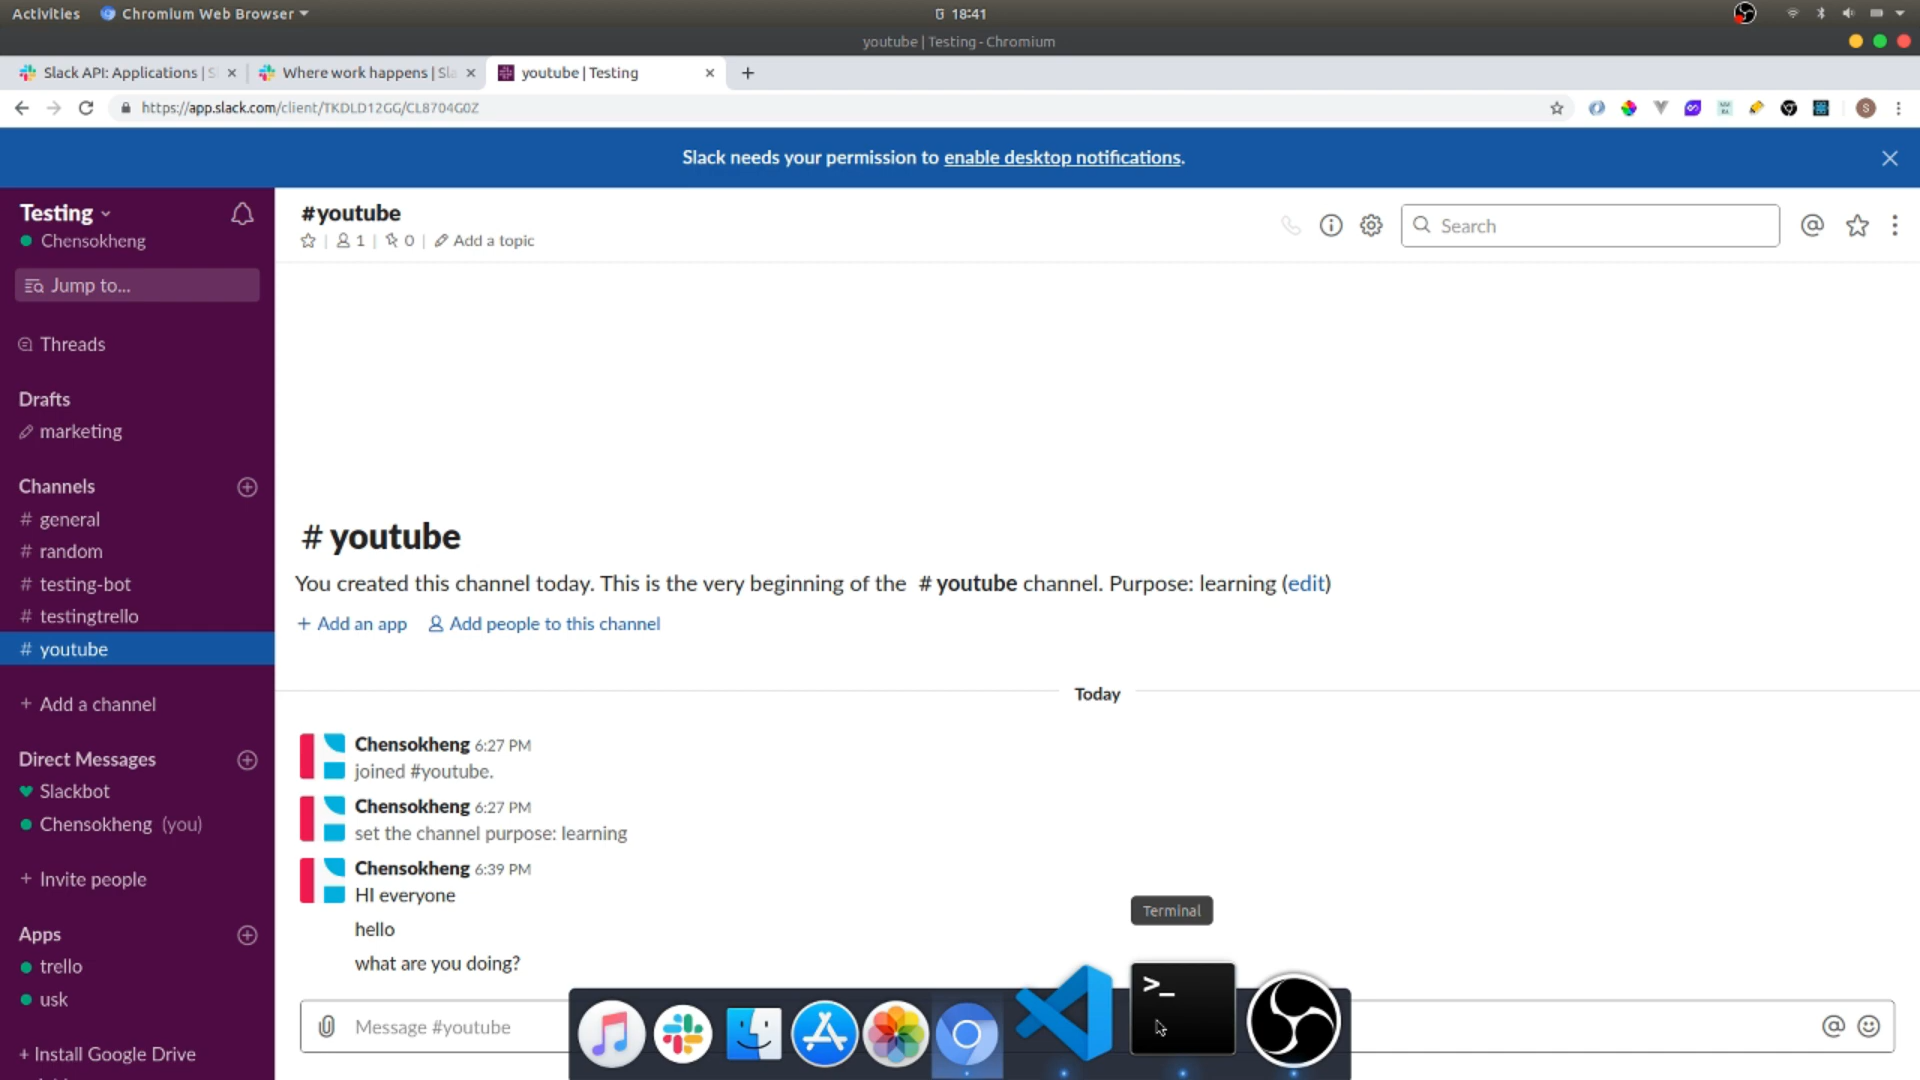 Activities
Chromium Web Browser
18:41
youtube | Testing - Chromium
Slack API: Applications | S
Where work happens | Sla
youtube | Testing
https://app.slack.com/client/TKDLD12GG/CL8704G0Z
S
Slack needs your permission to enable desktop notifications.
Testing
Chensokheng
Jump to...
Threads
Drafts
marketing
Channels
# general
# random
# testing-bot
# testingtrello
# youtube
+ Add a channel
Direct Messages
Slackbot
Chensokheng (you)
+ Invite people
Apps
trello
usk
+ Install Google Drive
#youtube
1 | 0 | Add a topic
Search
# youtube
You created this channel today. This is the very beginning of the # youtube channel. Purpose: learning (edit)
+ Add an app
Add people to this channel
Today
Chensokheng 6:27 PM
joined #youtube.
Chensokheng 6:27 PM
set the channel purpose: learning
Chensokheng 6:39 PM
HI everyone
hello
what are you doing?
Message #youtube
Terminal
>_